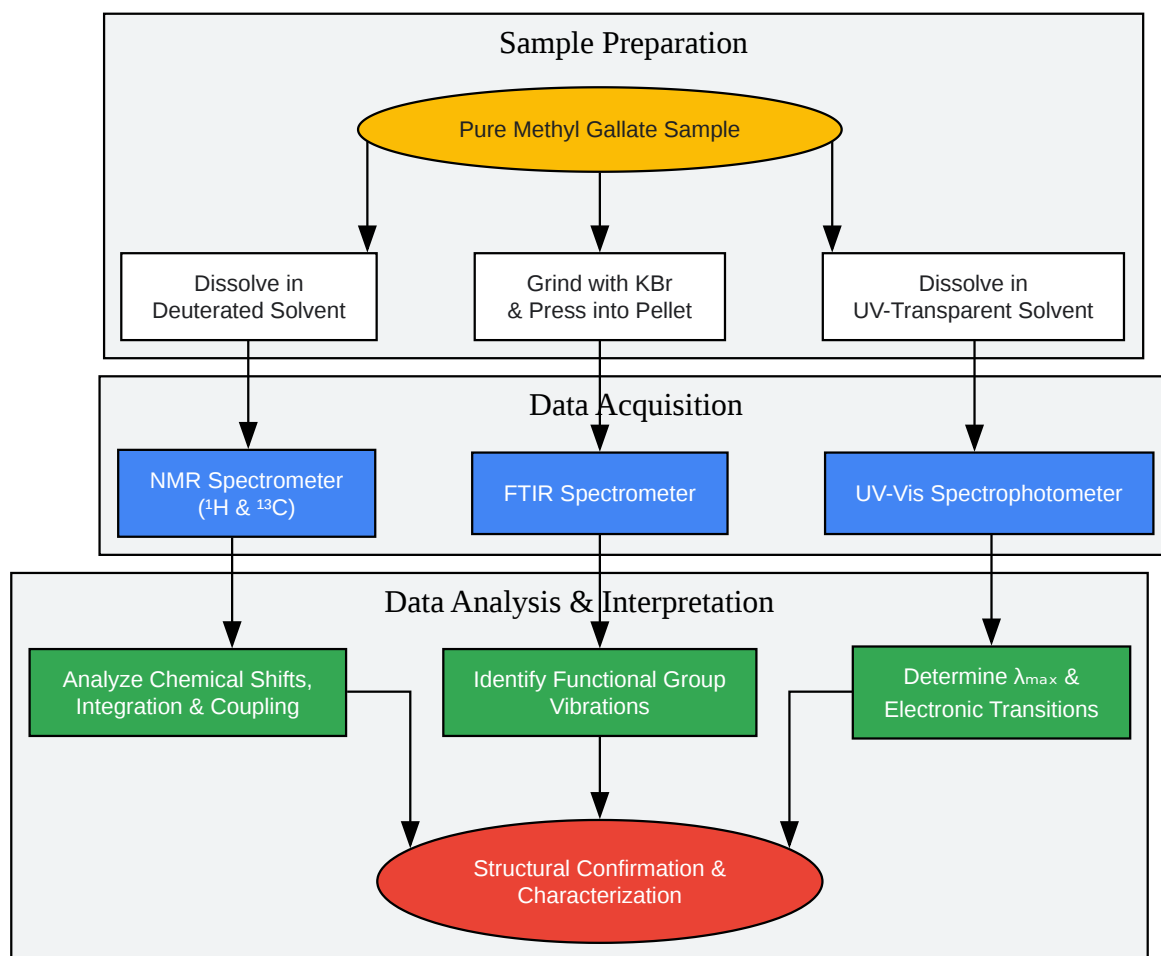 Sample Preparation
Pure Methyl Gallate Sample
Dissolve in
Deuterated Solvent
Grind with KBr
& Press into Pellet
Dissolve in
UV-Transparent Solvent
Data Acquisition
NMR Spectrometer
(¹H & ¹³C)
FTIR Spectrometer
UV-Vis Spectrophotometer
Data Analysis & Interpretation
Analyze Chemical Shifts,
Integration & Coupling
Identify Functional Group
Vibrations
Determine λₘₐₓ &
Electronic Transitions
Structural Confirmation &
Characterization